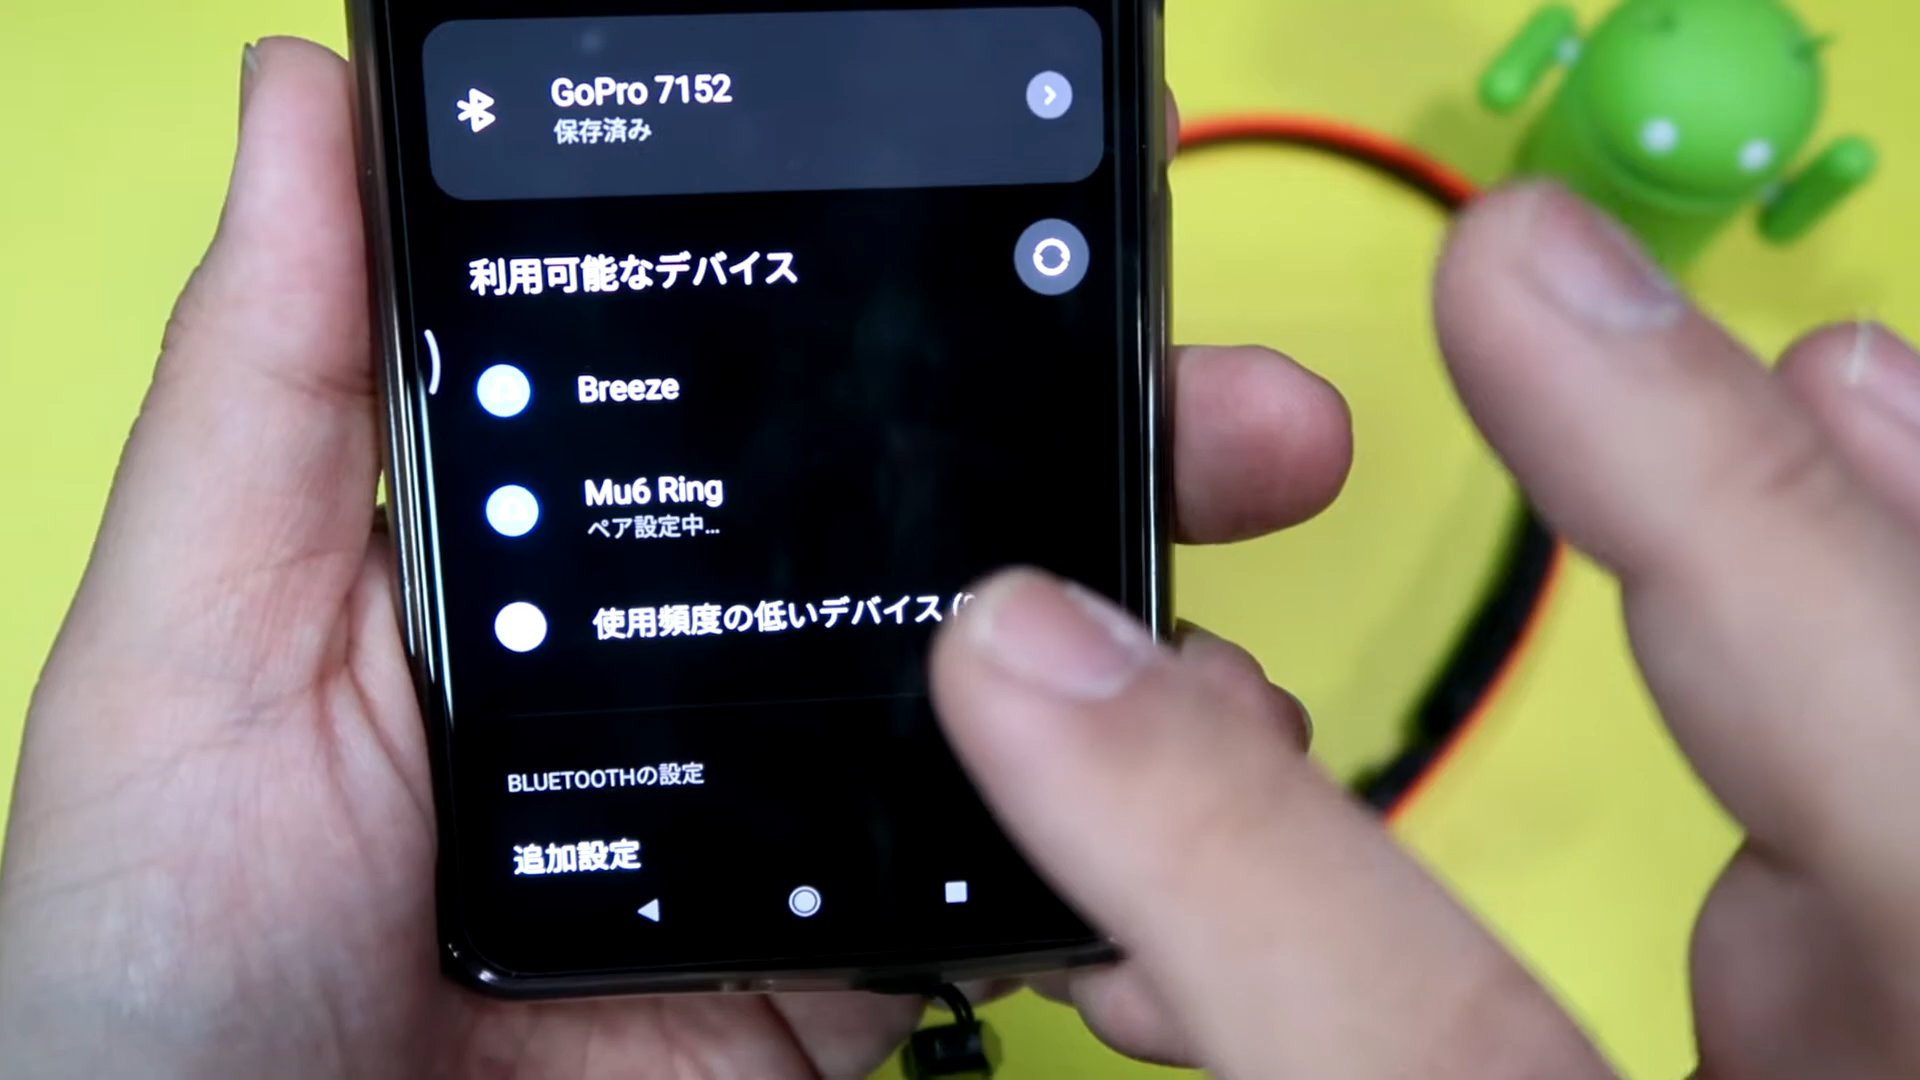 GoPro 7152
保存済み
利用可能なデバイス
Breeze
Mu6 Ring
ペア設定中...
使用頻度の低いデバイス
BLUETOOTHの設定
追加設定